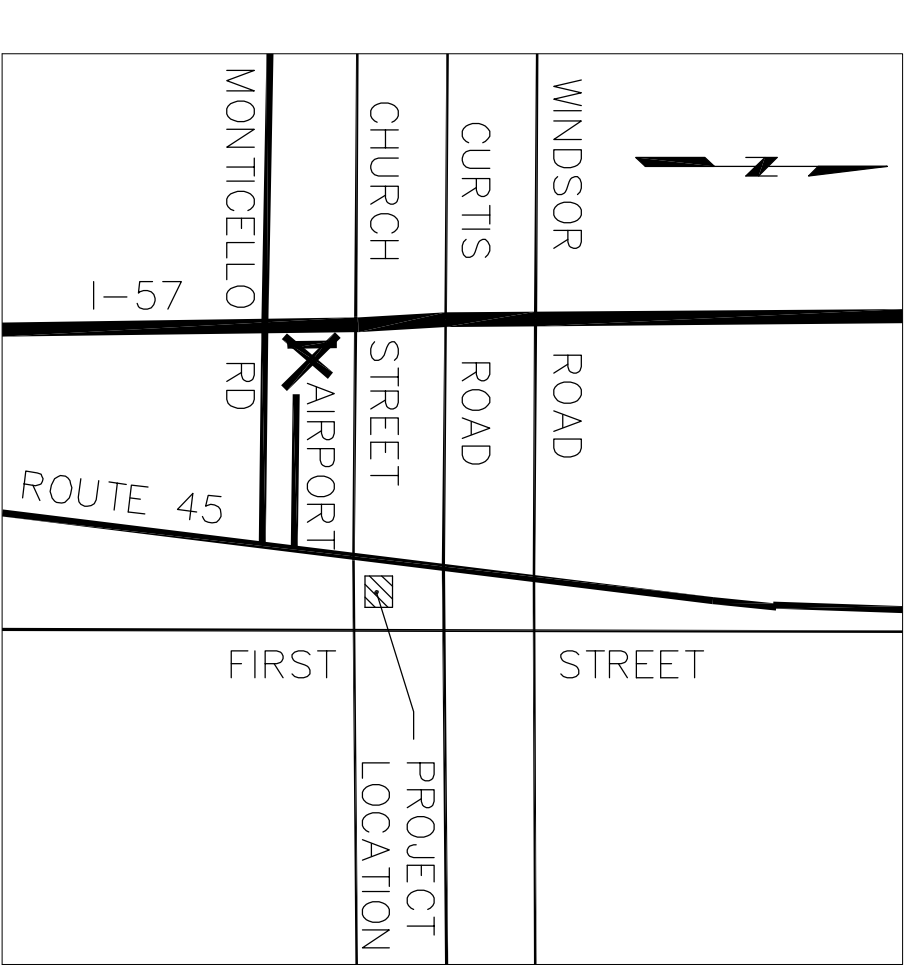 WINDSOR ROAD
CURTIS ROAD
CHURCH STREET
MONTICELLO RD
N
I-57
AIRPORT
ROUTE 45
FIRST STREET
PROJECT
LOCATION